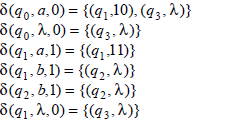 δ(q₀,a,0) = {(q₁,10), (q₃,λ)}
δ(q₀,λ,0) = {(q₃,λ)}
δ(q₁,a,1) = {(q₁,11)}
δ(q₁,b,1) = {(q₂,λ)}
δ(q₂,b,1) = {(q₂,λ)}
δ(q₁,λ,0) = {(q₃,λ)}